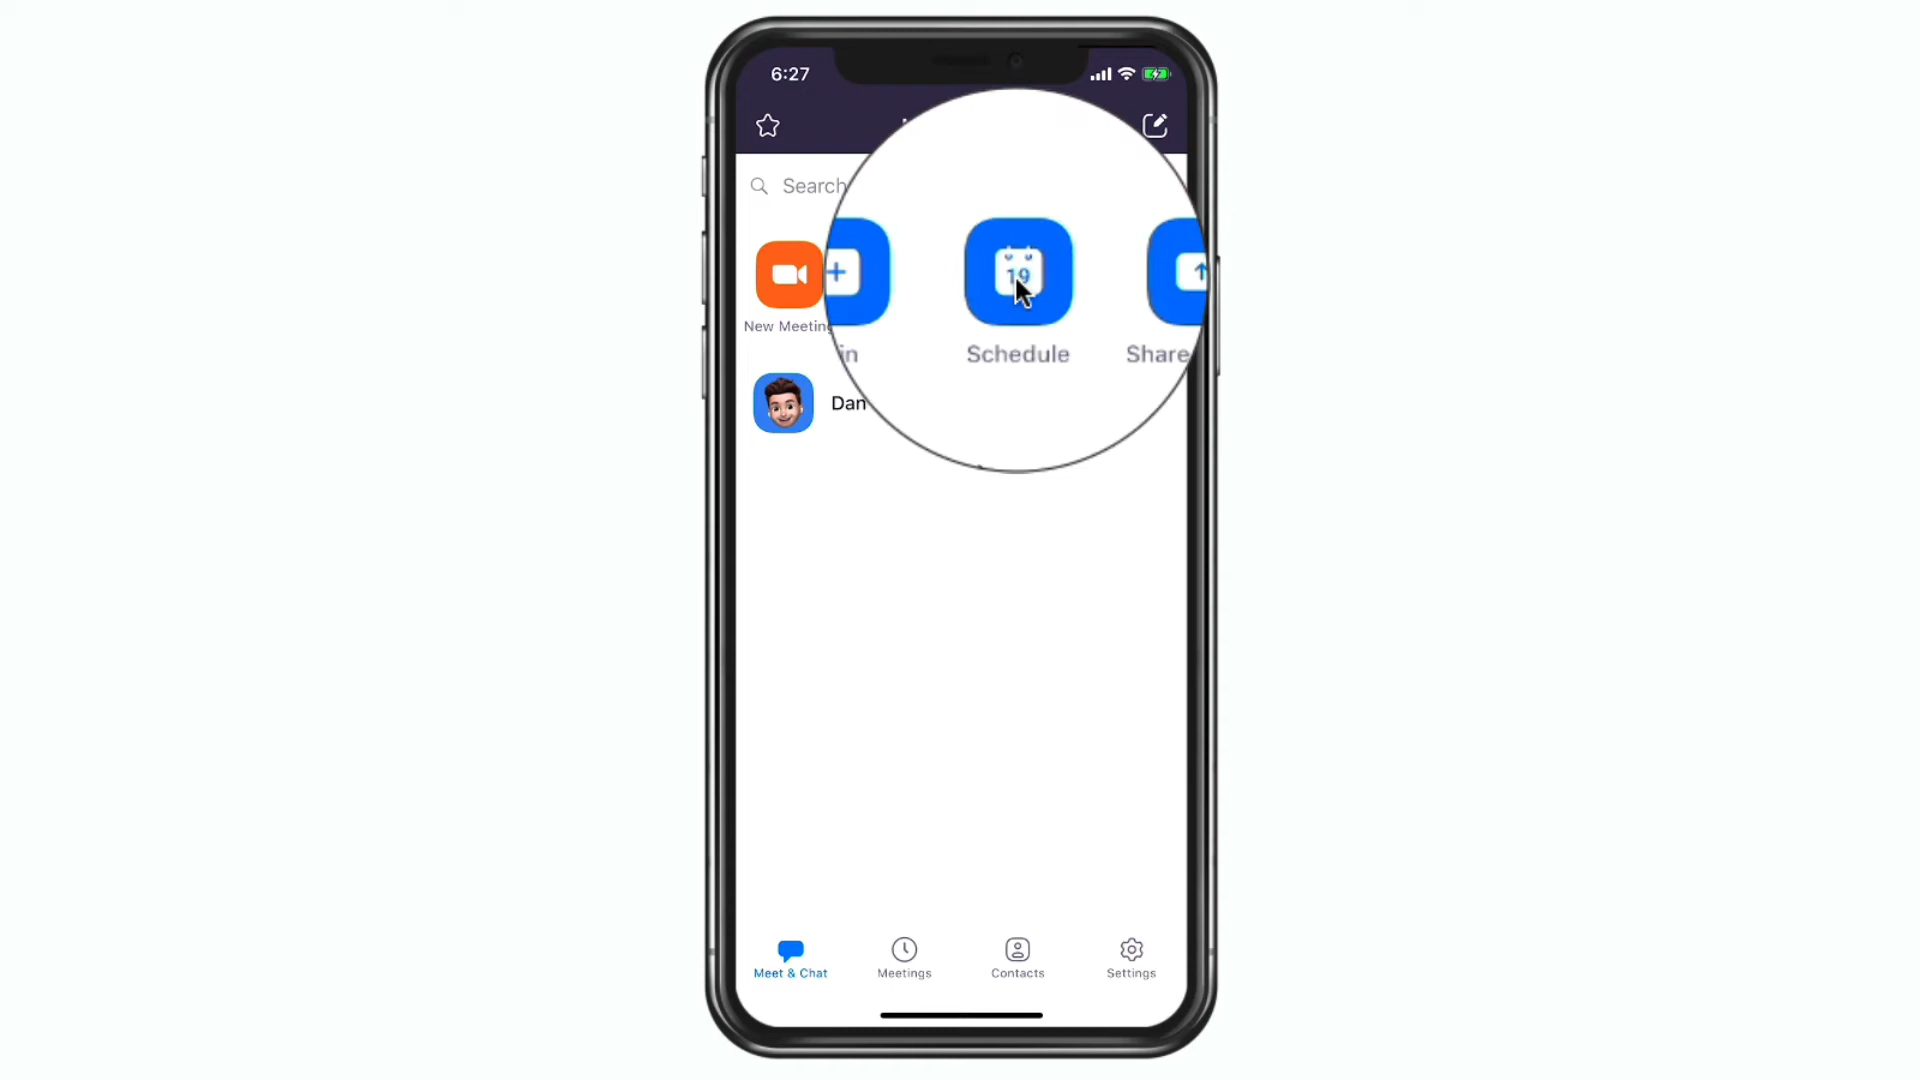 6:27
Search
19
New Meeting
in
Schedule
Share
Dan
Meet & Chat
Meetings
Contacts
Settings